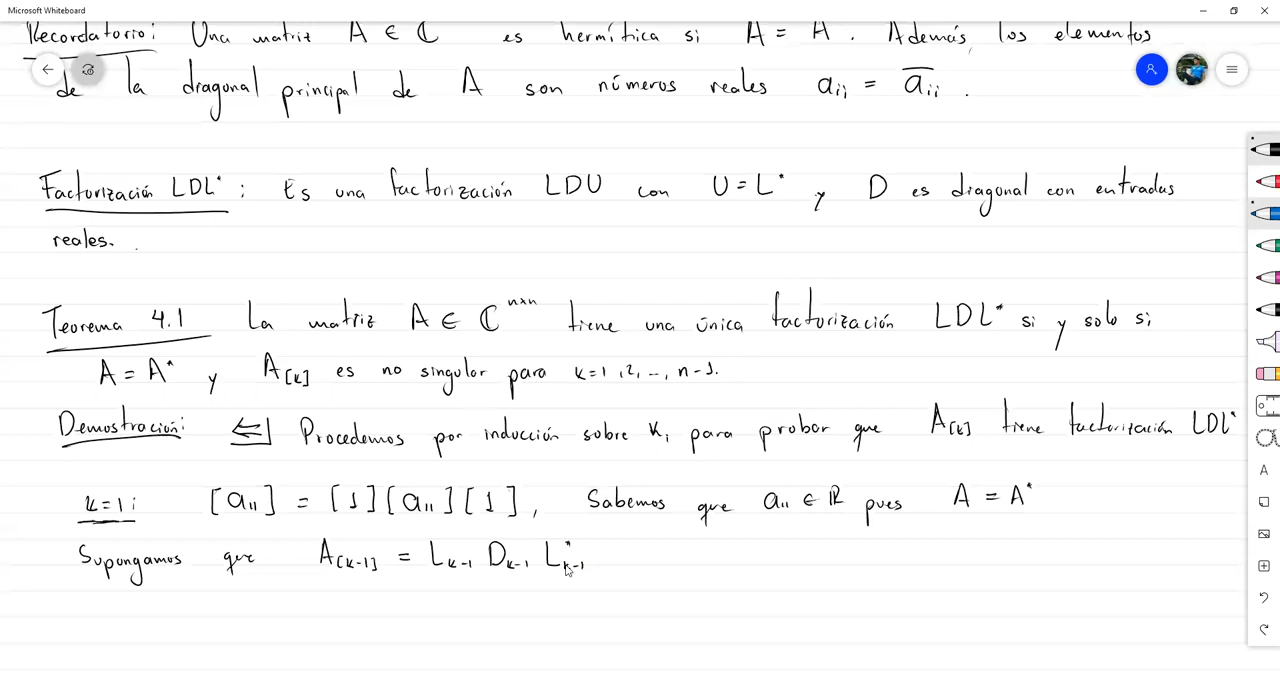 Microsoft Whiteboard
Recordatorio: Una matriz A ∈ ℂ es hermítica si A = A . Además, los elementos
de la diagonal principal de A son números reales aᵢᵢ = a̅ᵢᵢ .
Factorización LDL* : Es una factorización LDU con U = L* y D es diagonal con entradas
reales.
Teorema 4.1 La matriz A ∈ ℂⁿˣⁿ tiene una única factorización LDL* si y solo si,
A = A* y A[k] es no singular para k=1,2,..,n-1.
Demostración: ⇐] Procedemos por inducción sobre k, para probar que A[k] tiene factorización LDL*
k=1: [a₁₁] = [1][a₁₁][1], Sabemos que a₁₁ ∈ ℝ pues A = A*
Supongamos que A[k-1] = Lₖ₋₁ Dₖ₋₁ L*ₖ₋₁
A